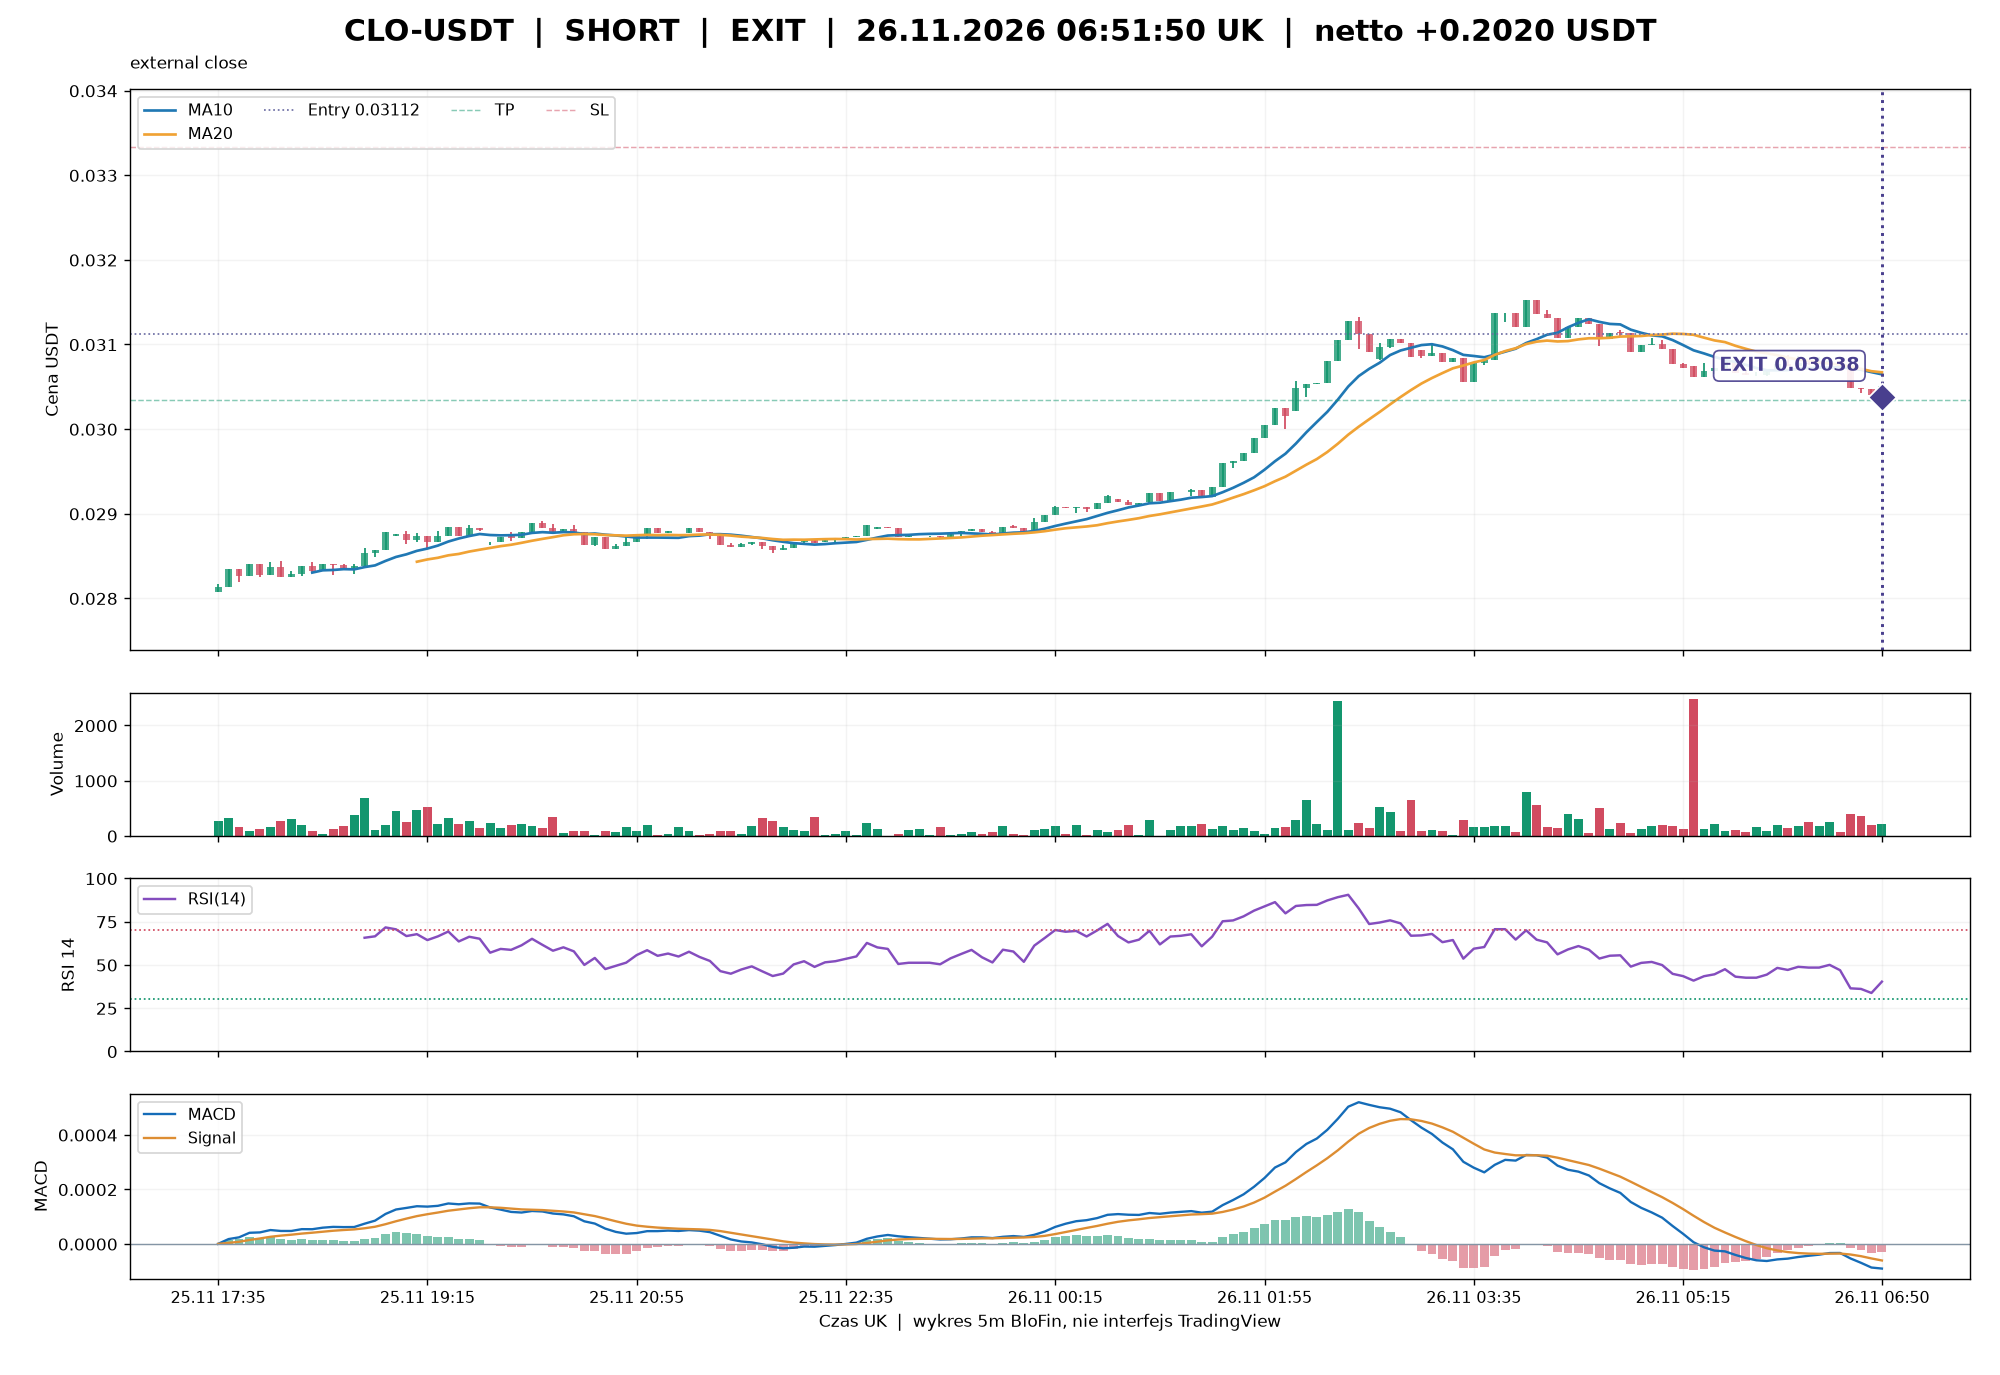 CLO-USDT | SHORT | EXIT | 26.11.2026 06:51:50 UK | netto +0.2020 USDT
external close
MA10
MA20
Entry 0.03112
TP
SL
Cena USDT
0.034
0.033
0.032
0.031
0.030
0.029
0.028
EXIT 0.03038
Volume
2000
1000
0
RSI(14)
RSI 14
100
75
50
25
0
MACD
Signal
MACD
0.0004
0.0002
0.0000
25.11 17:35
25.11 19:15
25.11 20:55
25.11 22:35
26.11 00:15
26.11 01:55
26.11 03:35
26.11 05:15
26.11 06:50
Czas UK | wykres 5m BloFin, nie interfejs TradingView